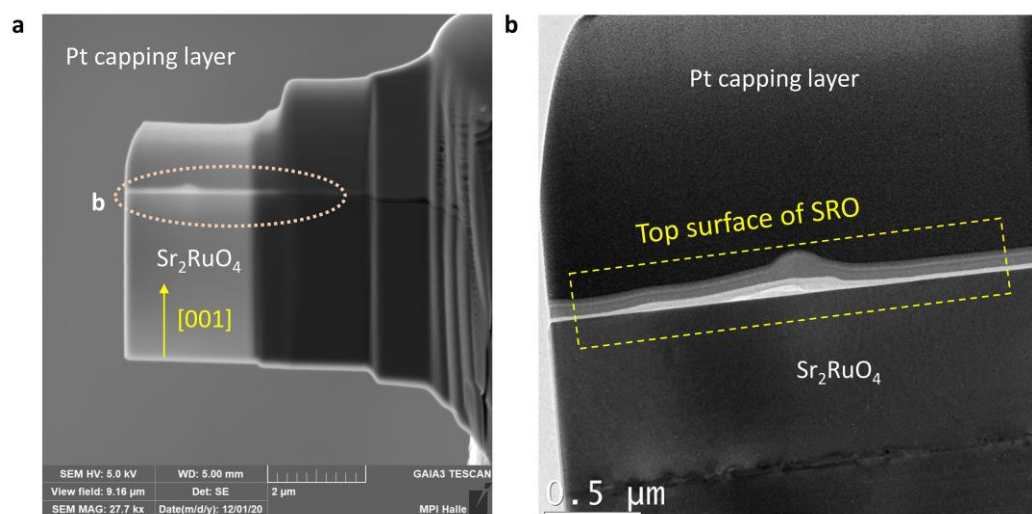 a
Pt capping layer
b
Sr₂RuO₄
[001]
SEM HV: 5.0 kV WD: 5.00 mm GAIA3 TESCAN
View field: 9.16 µm Det: SE 2 µm
SEM MAG: 27.7 kx Date(m/d/y): 12/01/20 MPI Halle
b
Pt capping layer
Top surface of SRO
Sr₂RuO₄
0.5 µm